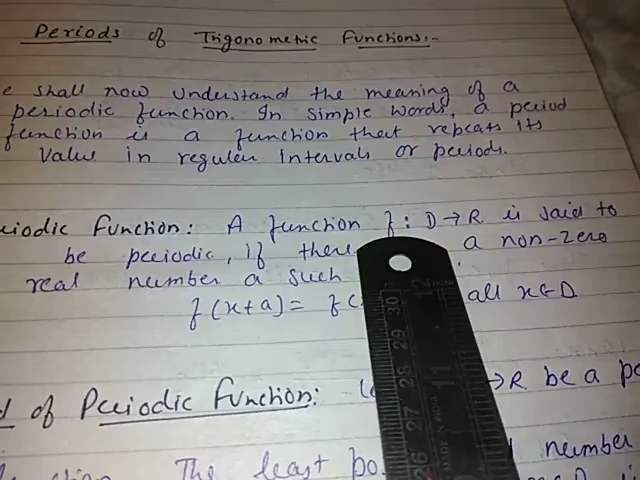 Periods of Trigonometric Functions:-
e shall now understand the meaning of a
periodic function. In simple words, a period
function is a function that repeats its
Value in regular intervals or periods.
iodic Function: A function f: D → R is said to
be periodic, if there a non-zero
real number a such
f(x+a) = f( all x ∈ D
d of Periodic Function: → R be a pe
The least number
30
29
28
27
26
12
11